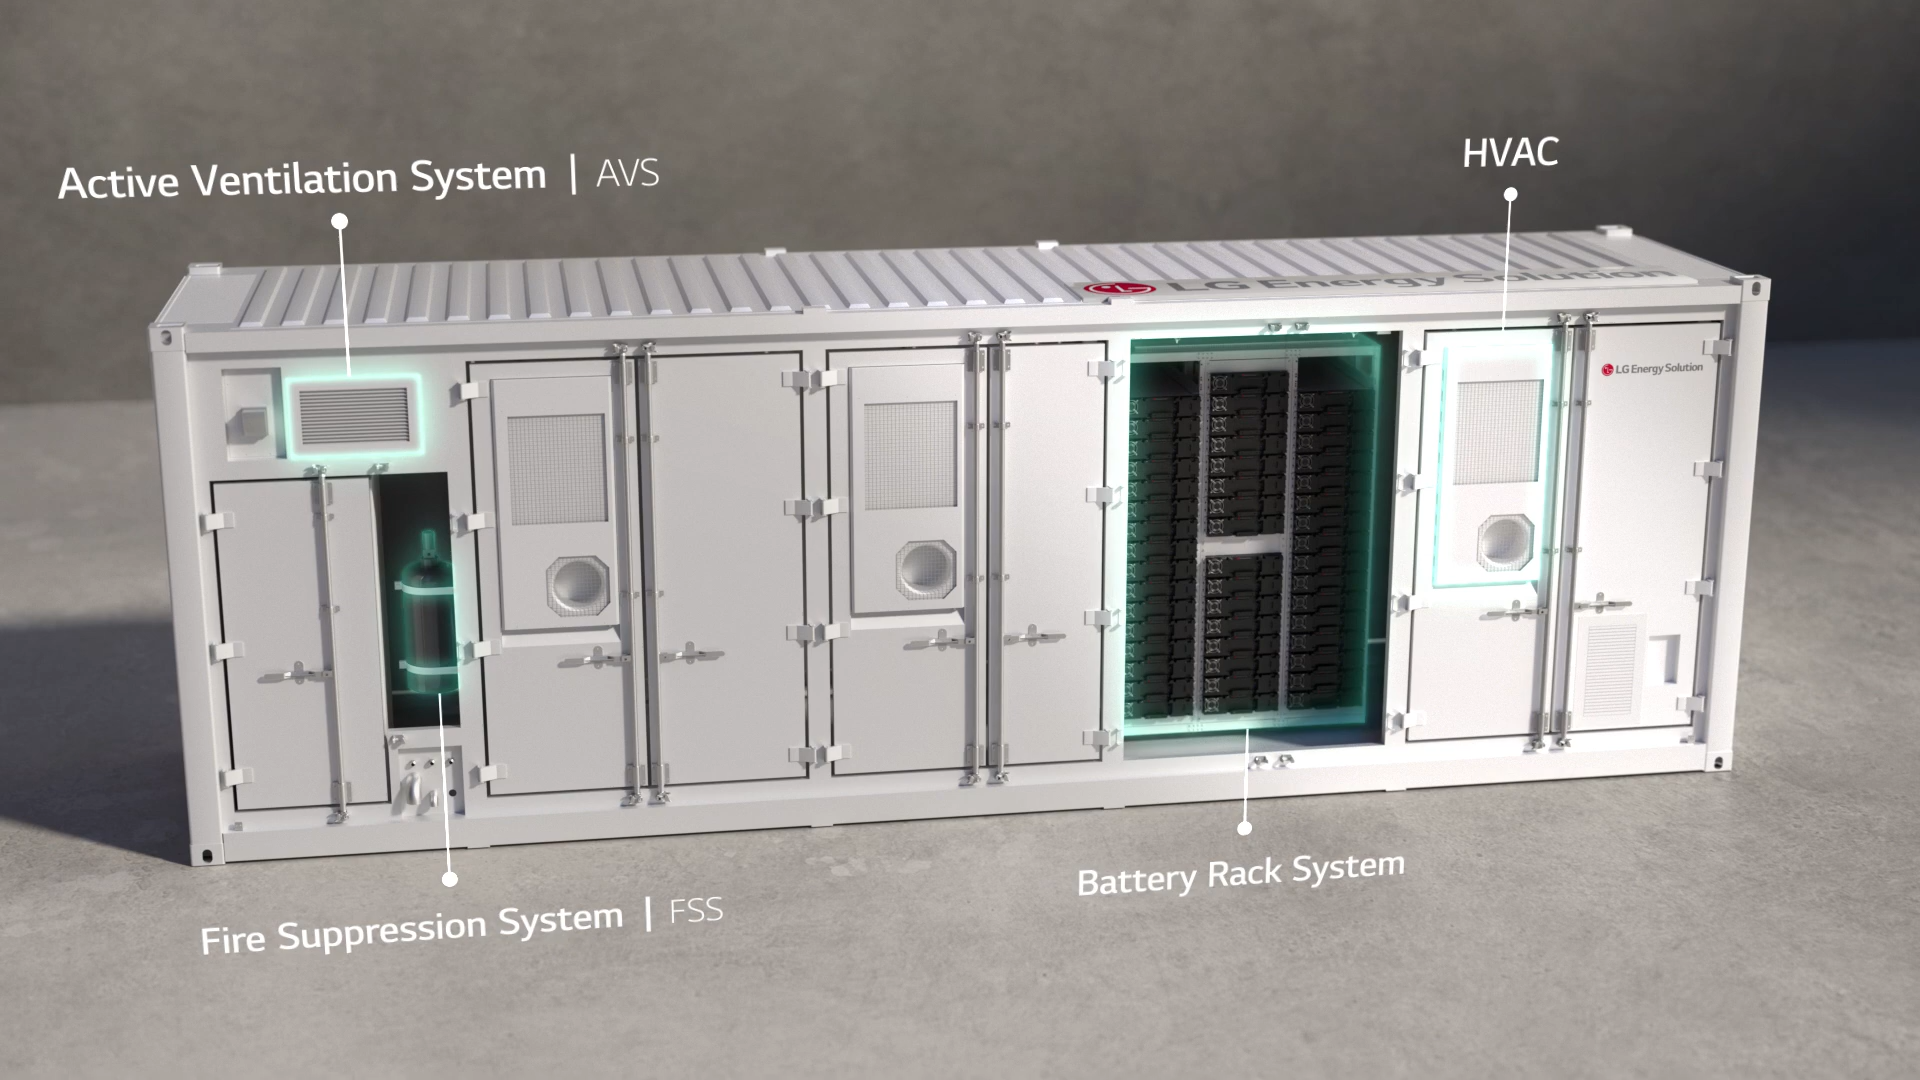 Active Ventilation System | AVS
HVAC
LG Energy Solution
LG Energy Solution
Battery Rack System
Fire Suppression System | FSS